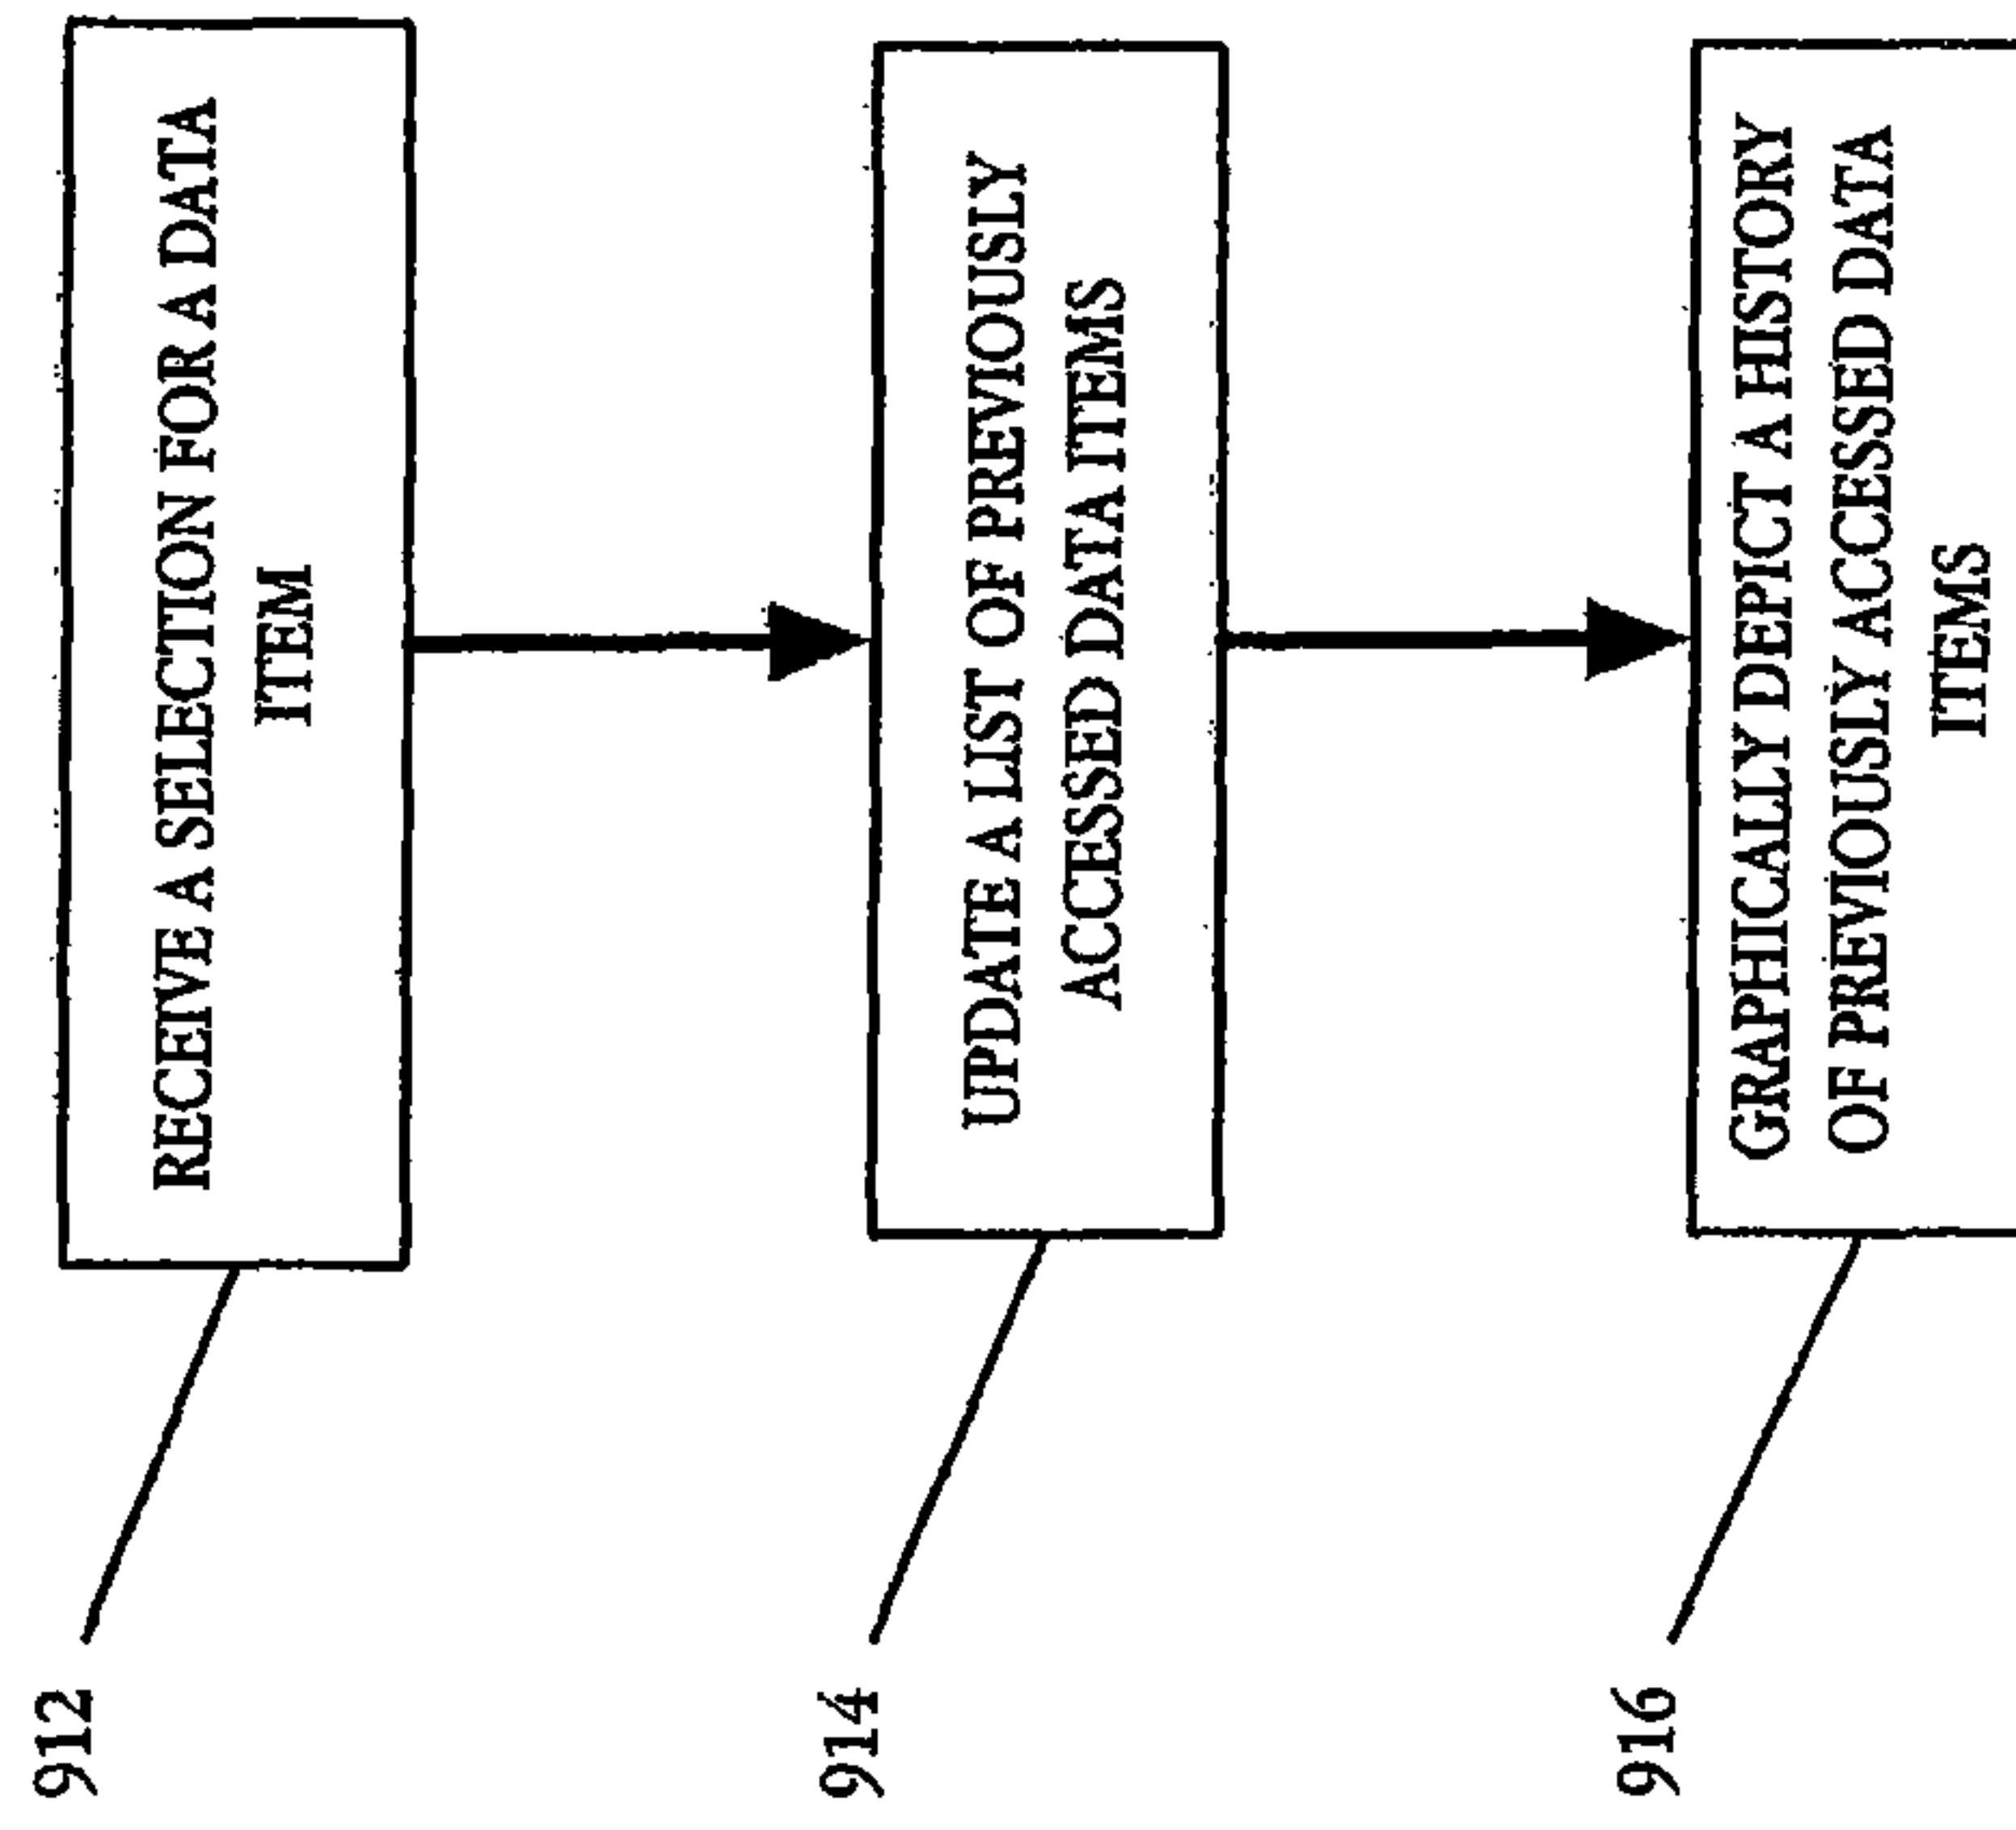 912
RECEIVE A SELECTION FOR A DATA
ITEM
914
UPDATE A LIST OF PREVIOUSLY
ACCESSED DATA ITEMS
916
GRAPHICALLY DEPICT A HISTORY
OF PREVIOUSLY ACCESSED DATA
ITEMS